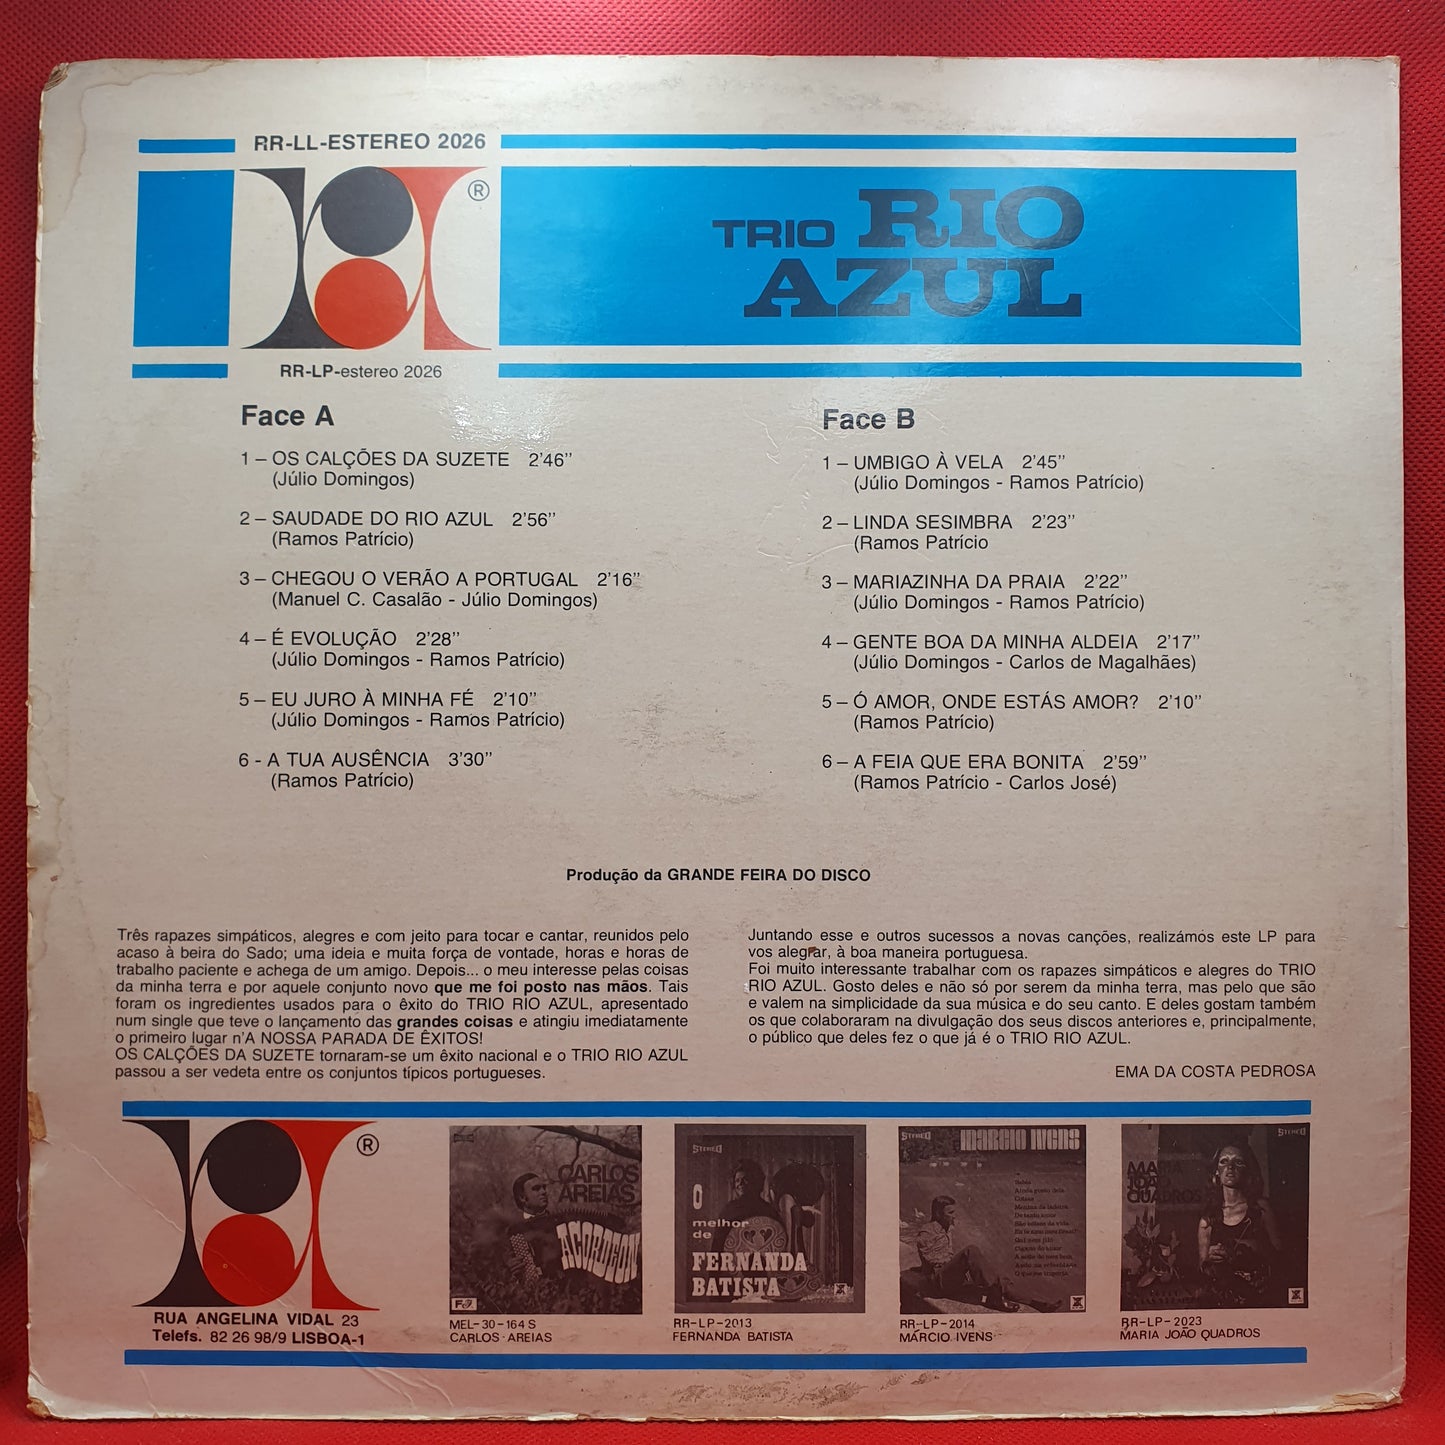 RR-LL-ESTEREO 2026
®
TRIO RIO
AZUL
RR-LP-estereo 2026
Face A
1 – OS CALÇÕES DA SUZETE 2'46''
(Júlio Domingos)
2 – SAUDADE DO RIO AZUL 2'56''
(Ramos Patrício)
3 – CHEGOU O VERÃO A PORTUGAL 2'16''
(Manuel C. Casalão - Júlio Domingos)
4 – É EVOLUÇÃO 2'28''
(Júlio Domingos - Ramos Patrício)
5 – EU JURO À MINHA FÉ 2'10''
(Júlio Domingos - Ramos Patrício)
6 - A TUA AUSÊNCIA 3'30''
(Ramos Patrício)
Face B
1 – UMBIGO À VELA 2'45''
(Júlio Domingos - Ramos Patrício)
2 – LINDA SESIMBRA 2'23''
(Ramos Patrício
3 – MARIAZINHA DA PRAIA 2'22''
(Júlio Domingos - Ramos Patrício)
4 – GENTE BOA DA MINHA ALDEIA 2'17''
(Júlio Domingos - Carlos de Magalhães)
5 – Ó AMOR, ONDE ESTÁS AMOR? 2'10''
(Ramos Patrício)
6 – A FEIA QUE ERA BONITA 2'59''
(Ramos Patrício - Carlos José)
Produção da GRANDE FEIRA DO DISCO
Três rapazes simpáticos, alegres e com jeito para tocar e cantar, reunidos pelo
acaso à beira do Sado; uma ideia e muita força de vontade, horas e horas de
trabalho paciente e achega de um amigo. Depois... o meu interesse pelas coisas
da minha terra e por aquele conjunto novo que me foi posto nas mãos. Tais
foram os ingredientes usados para o êxito do TRIO RIO AZUL, apresentado
num single que teve o lançamento das grandes coisas e atingiu imediatamente
o primeiro lugar n'A NOSSA PARADA DE ÊXITOS!
OS CALÇÕES DA SUZETE tornaram-se um êxito nacional e o TRIO RIO AZUL
passou a ser vedeta entre os conjuntos típicos portugueses.
Juntando esse e outros sucessos a novas canções, realizámos este LP para
vos alegrar, à boa maneira portuguesa.
Foi muito interessante trabalhar com os rapazes simpáticos e alegres do TRIO
RIO AZUL. Gosto deles e não só por serem da minha terra, mas pelo que são
e valem na simplicidade da sua música e do seu canto. E deles gostam também
os que colaboraram na divulgação dos seus discos anteriores e, principalmente,
o público que deles fez o que já é o TRIO RIO AZUL.
EMA DA COSTA PEDROSA
®
RUA ANGELINA VIDAL 23
Telefs. 82 26 98/9 LISBOA-1
CARLOS
AREIAS
ACORDEON
MEL-30-164 S
CARLOS AREIAS
STEREO
O
melhor
de
FERNANDA
BATISTA
RR-LP-2013
FERNANDA BATISTA
STEREO
MARCIO IVENS
RR-LP-2014
MÁRCIO IVENS
STEREO
MARIA
JOÃO
QUADROS
RR-LP-2023
MARIA JOÃO QUADROS